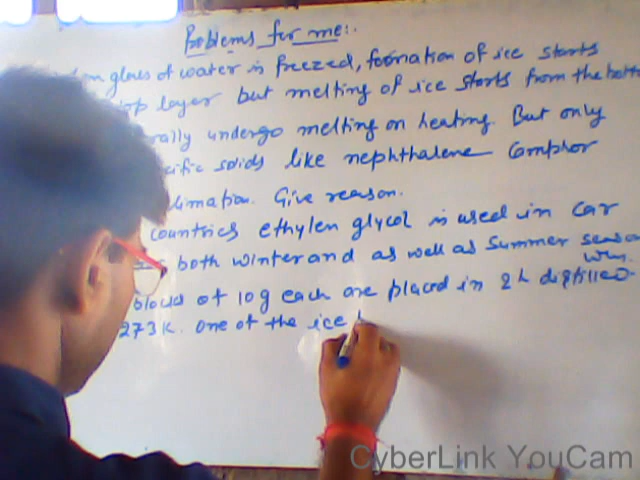 Problems for me:.
glass of water is freezed, formation of ice starts
top layer but melting of ice starts from the bott
rally undergo melting on heating. But only
cific solids like nephthalene Comphor
limation. Give reason.
countries ethylen glycol is used in car
both winter and as well as Summer season
Why.
blocks of 10g each are placed in 2L distilled
273K. One of the ice
CyberLink YouCam